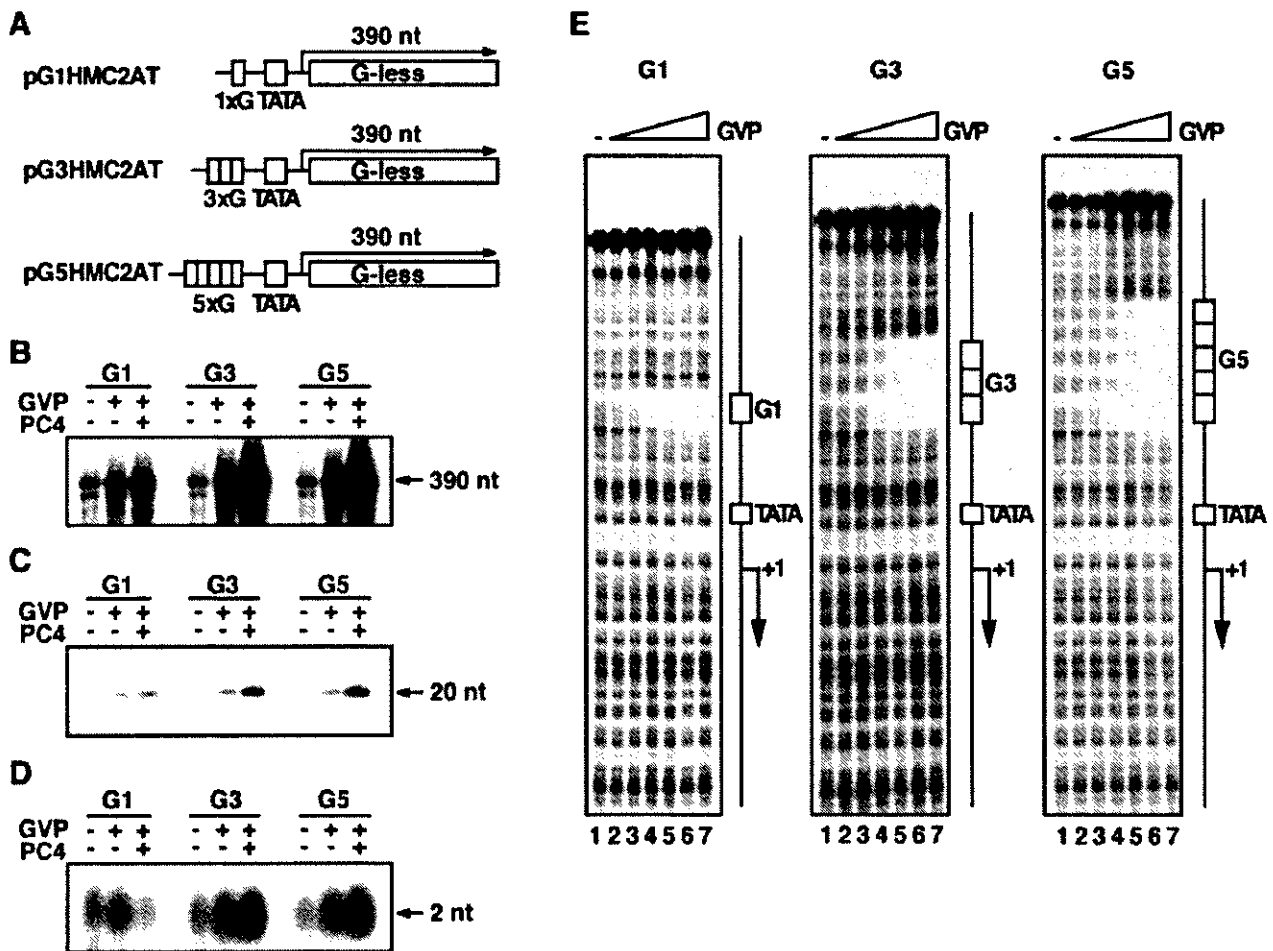 A
390 nt
pG1HMC2AT
G-less
1xG TATA
390 nt
pG3HMC2AT
G-less
3xG TATA
390 nt
pG5HMC2AT
G-less
5xG TATA
B
G1 G3 G5
GVP - + + - + + - + +
PC4 - - + - - + - - +
390 nt
C
G1 G3 G5
GVP - + + - + + - + +
PC4 - - + - - + - - +
20 nt
D
G1 G3 G5
GVP - + + - + + - + +
PC4 - - + - - + - - +
2 nt
E
G1 G3 G5
- GVP - GVP - GVP
G1 G3 G5
TATA TATA TATA
+1 +1 +1
1 2 3 4 5 6 7 1 2 3 4 5 6 7 1 2 3 4 5 6 7